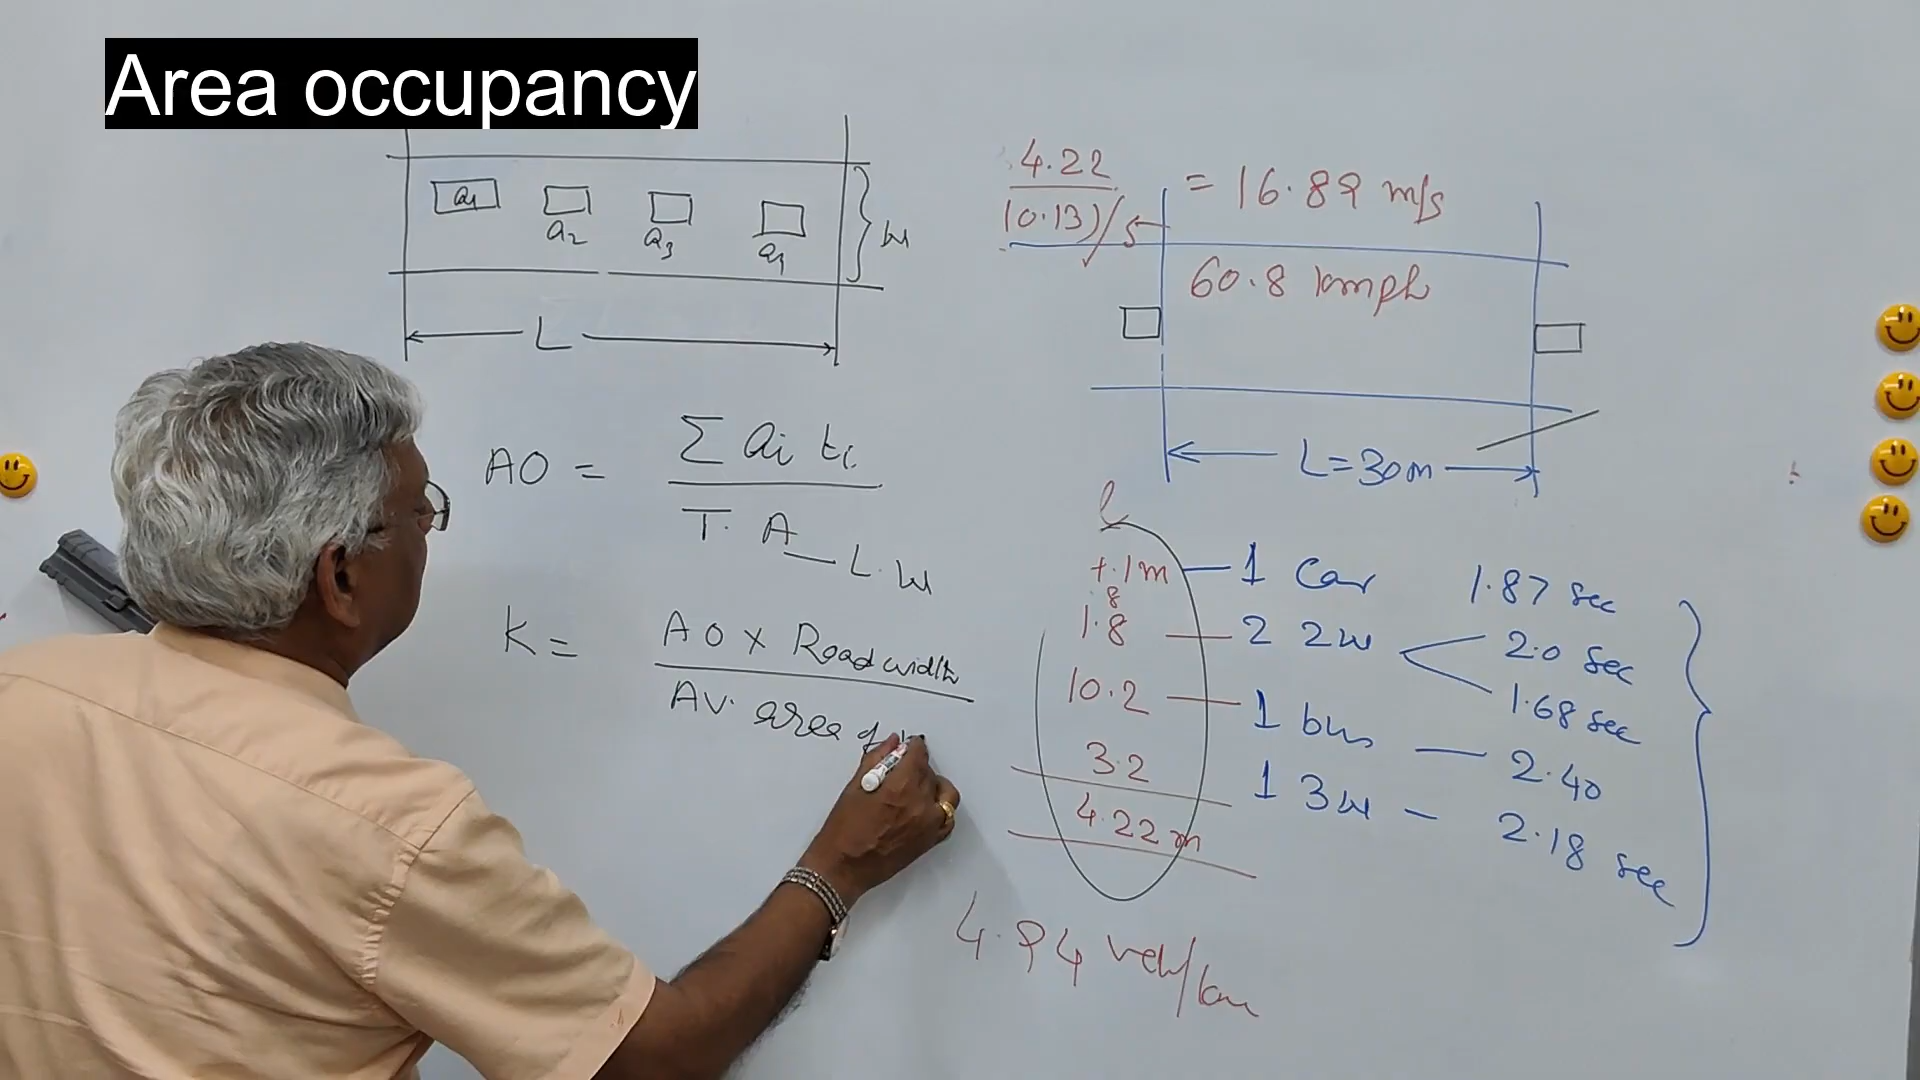 Area occupancy
a1
a2
a3
a4
W
L
AO = Σ ai ti
T. A — L. W
K = AO x Road width
Av. area of
4.22
(0.13)/5
= 16.89 m/s
60.8 kmph
L=30m
l
1 Car 1.87 sec
1.8 2 2W 2.0 sec
1.68 sec
10.2 1 bus — 2.40
3.2 1 3W — 2.18 sec
4.22 m
4.94 veh/km